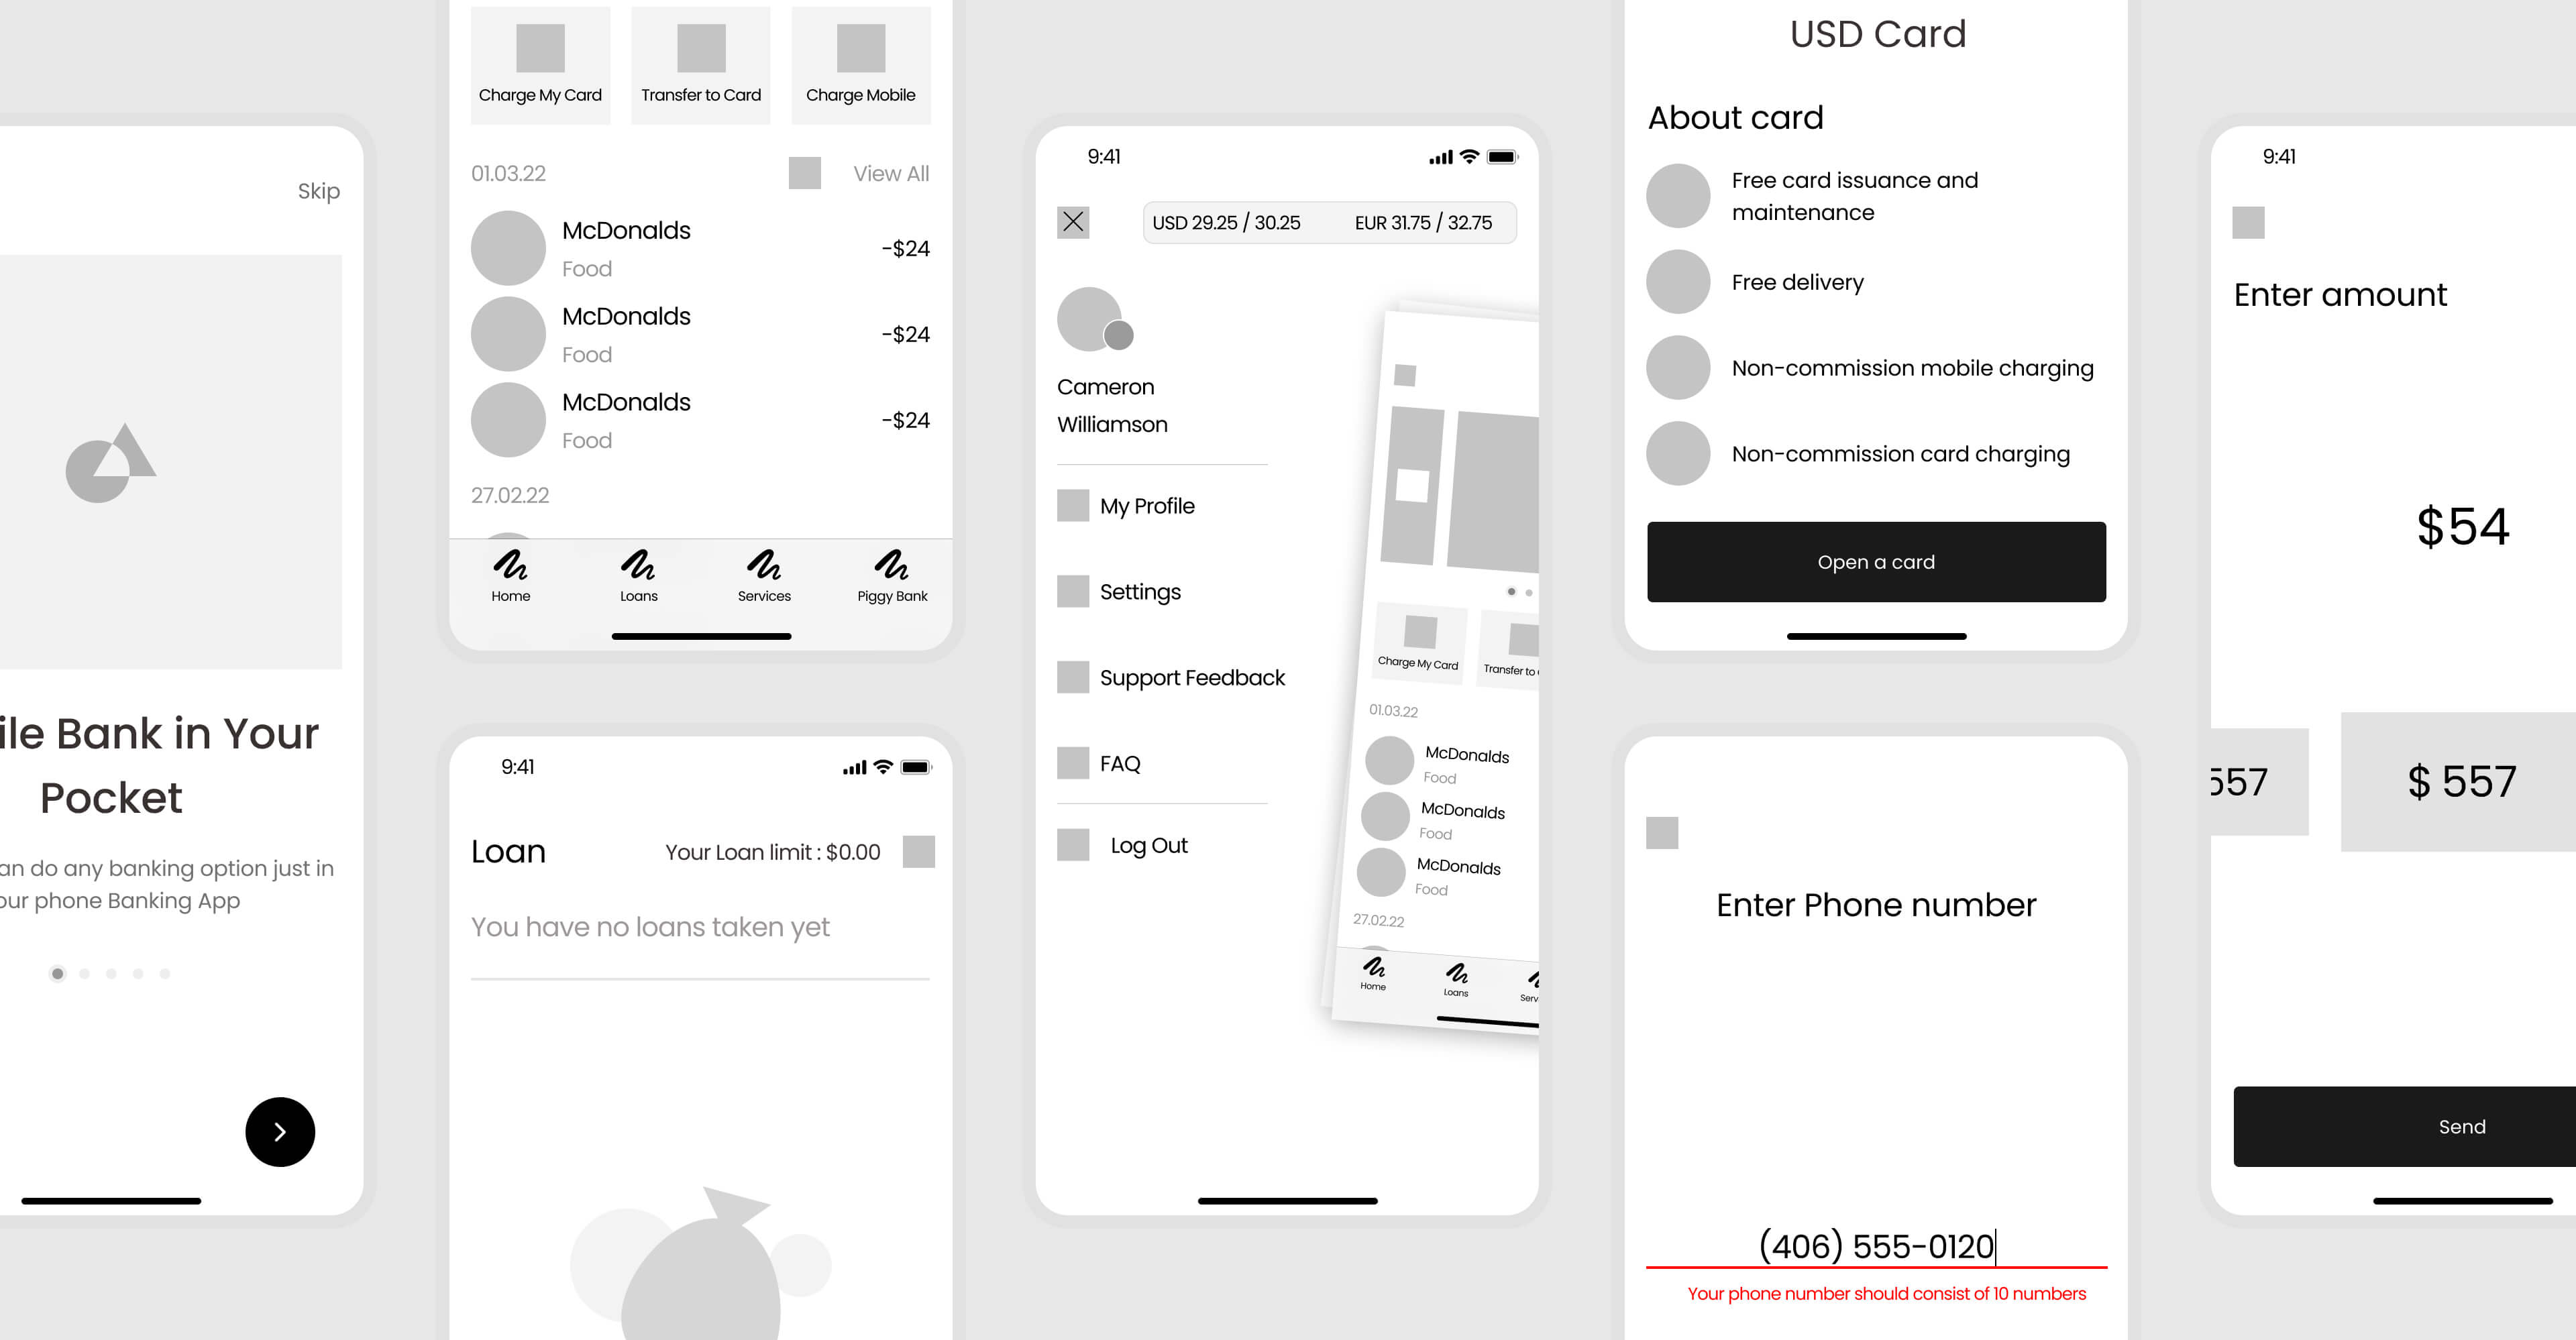 Skip
ile Bank in Your
Pocket
an do any banking option just in
our phone Banking App
Charge My Card
Transfer to Card
Charge Mobile
01.03.22
View All
McDonalds
-$24
Food
McDonalds
-$24
Food
McDonalds
-$24
Food
27.02.22
Home
Loans
Services
Piggy Bank
9:41
Loan
Your Loan limit : $0.00
You have no loans taken yet
9:41
USD 29.25 / 30.25
EUR 31.75 / 32.75
Cameron
Williamson
My Profile
Settings
Support Feedback
FAQ
Log Out
Charge My Card
Transfer to
01.03.22
McDonalds
Food
McDonalds
Food
McDonalds
Food
27.02.22
Home
Loans
Serv
USD Card
About card
Free card issuance and
maintenance
Free delivery
Non-commission mobile charging
Non-commission card charging
Open a card
Enter Phone number
(406) 555-0120
Your phone number should consist of 10 numbers
9:41
Enter amount
$54
557
$ 557
Send